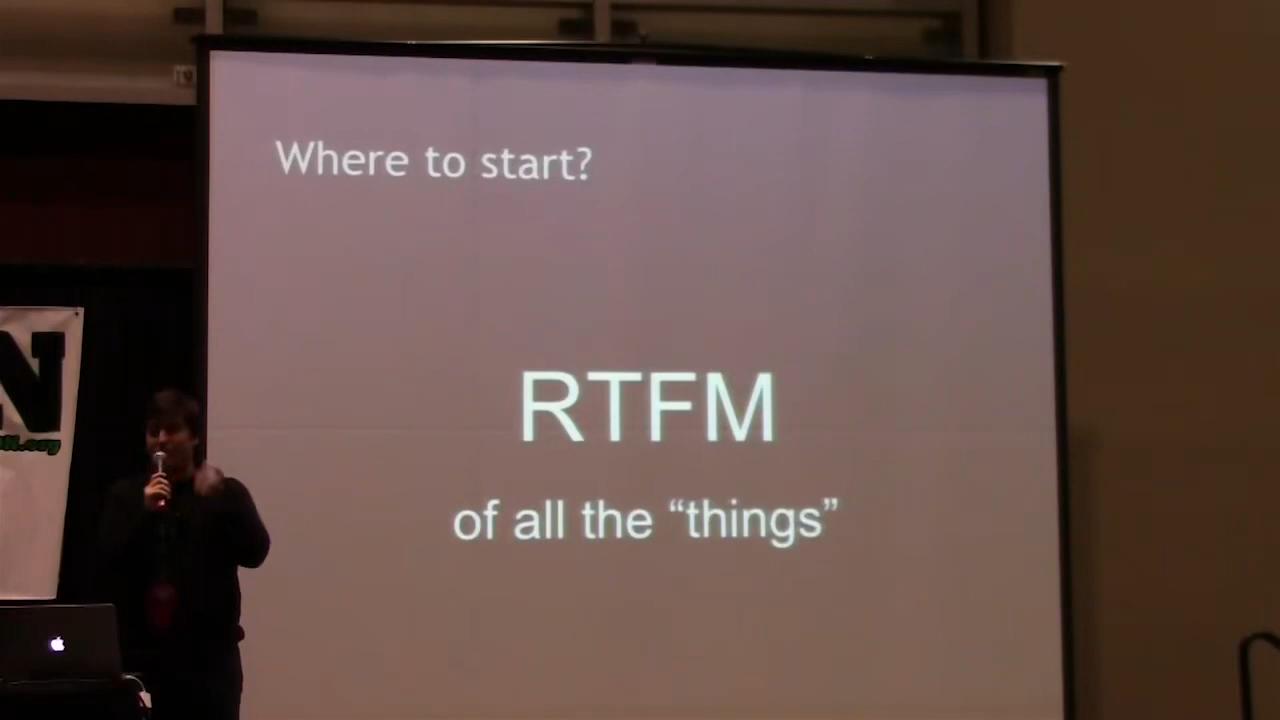 Where to start?
RTFM
of all the “things”
N